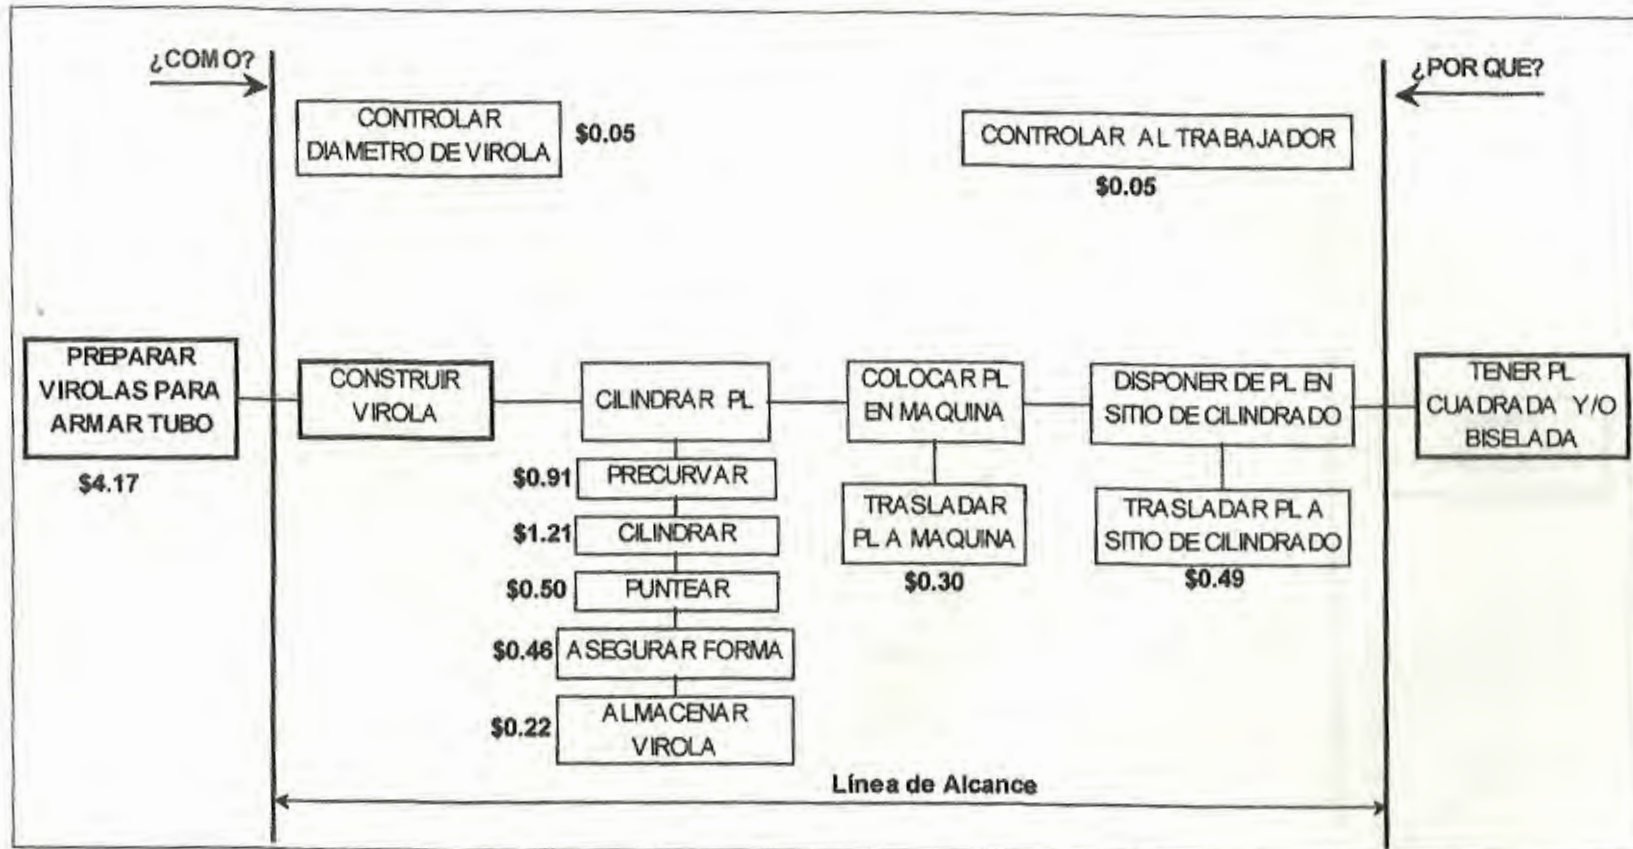 ¿COMO?
¿POR QUE?
CONTROLAR
DIAMETRO DE VIROLA
$0.05
CONTROLAR AL TRABAJADOR
$0.05
PREPARAR
VIROLAS PARA
ARMAR TUBO
$4.17
CONSTRUIR
VIROLA
CILINDRAR PL
COLOCAR PL
EN MAQUINA
DISPONER DE PL EN
SITIO DE CILINDRADO
TENER PL
CUADRADA Y/O
BISELADA
$0.91
PRECURVAR
$1.21
CILINDRAR
$0.50
PUNTEAR
$0.46
ASEGURAR FORMA
$0.22
ALMACENAR
VIROLA
TRASLADAR
PL A MAQUINA
$0.30
TRASLADAR PL A
SITIO DE CILINDRADO
$0.49
Línea de Alcance